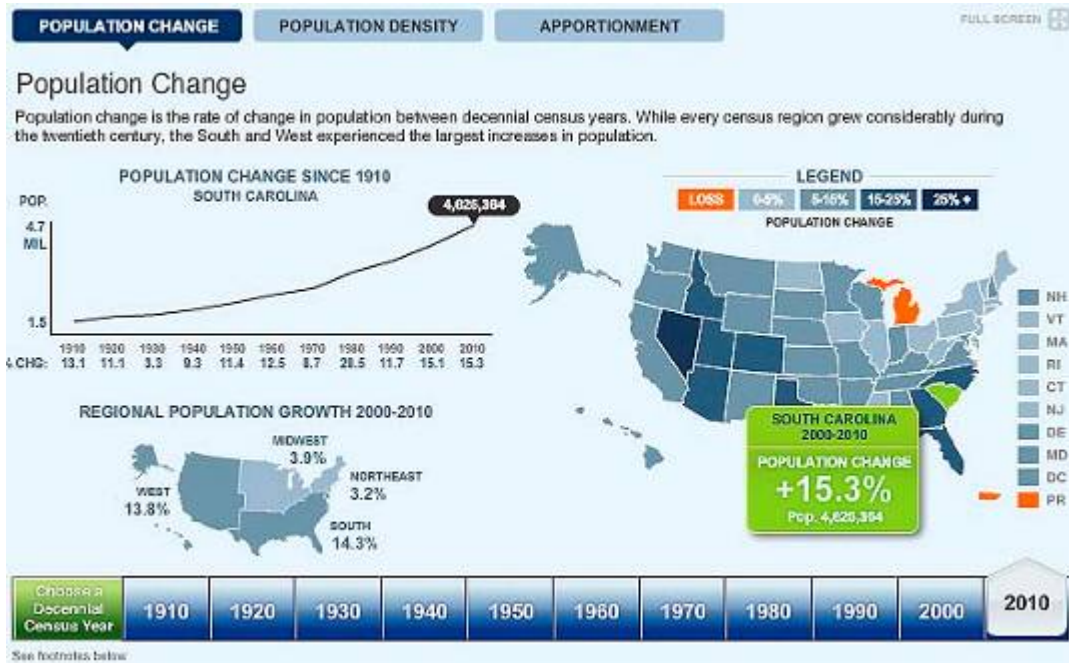 POPULATION CHANGE
POPULATION DENSITY
APPORTIONMENT
FULL SCREEN
Population Change
Population change is the rate of change in population between decennial census years. While every census region grew considerably during
the twentieth century, the South and West experienced the largest increases in population.
POPULATION CHANGE SINCE 1910
SOUTH CAROLINA
POP.
4.7
MIL
1.5
4,625,364
1910 1920 1930 1940 1950 1960 1970 1980 1990 2000 2010
% CHG: 13.1 11.1 3.3 9.3 11.4 12.5 8.7 20.5 11.7 15.1 15.3
LEGEND
LOSS 0-5% 5-15% 15-25% 25% +
POPULATION CHANGE
NH
VT
MA
RI
CT
NJ
DE
MD
DC
PR
SOUTH CAROLINA
2000-2010
POPULATION CHANGE
+15.3%
Pop. 4,625,364
REGIONAL POPULATION GROWTH 2000-2010
MIDWEST
3.9%
NORTHEAST
3.2%
WEST
13.8%
SOUTH
14.3%
Choose a
Decennial
Census Year
1910 1920 1930 1940 1950 1960 1970 1980 1990 2000 2010
See footnotes below